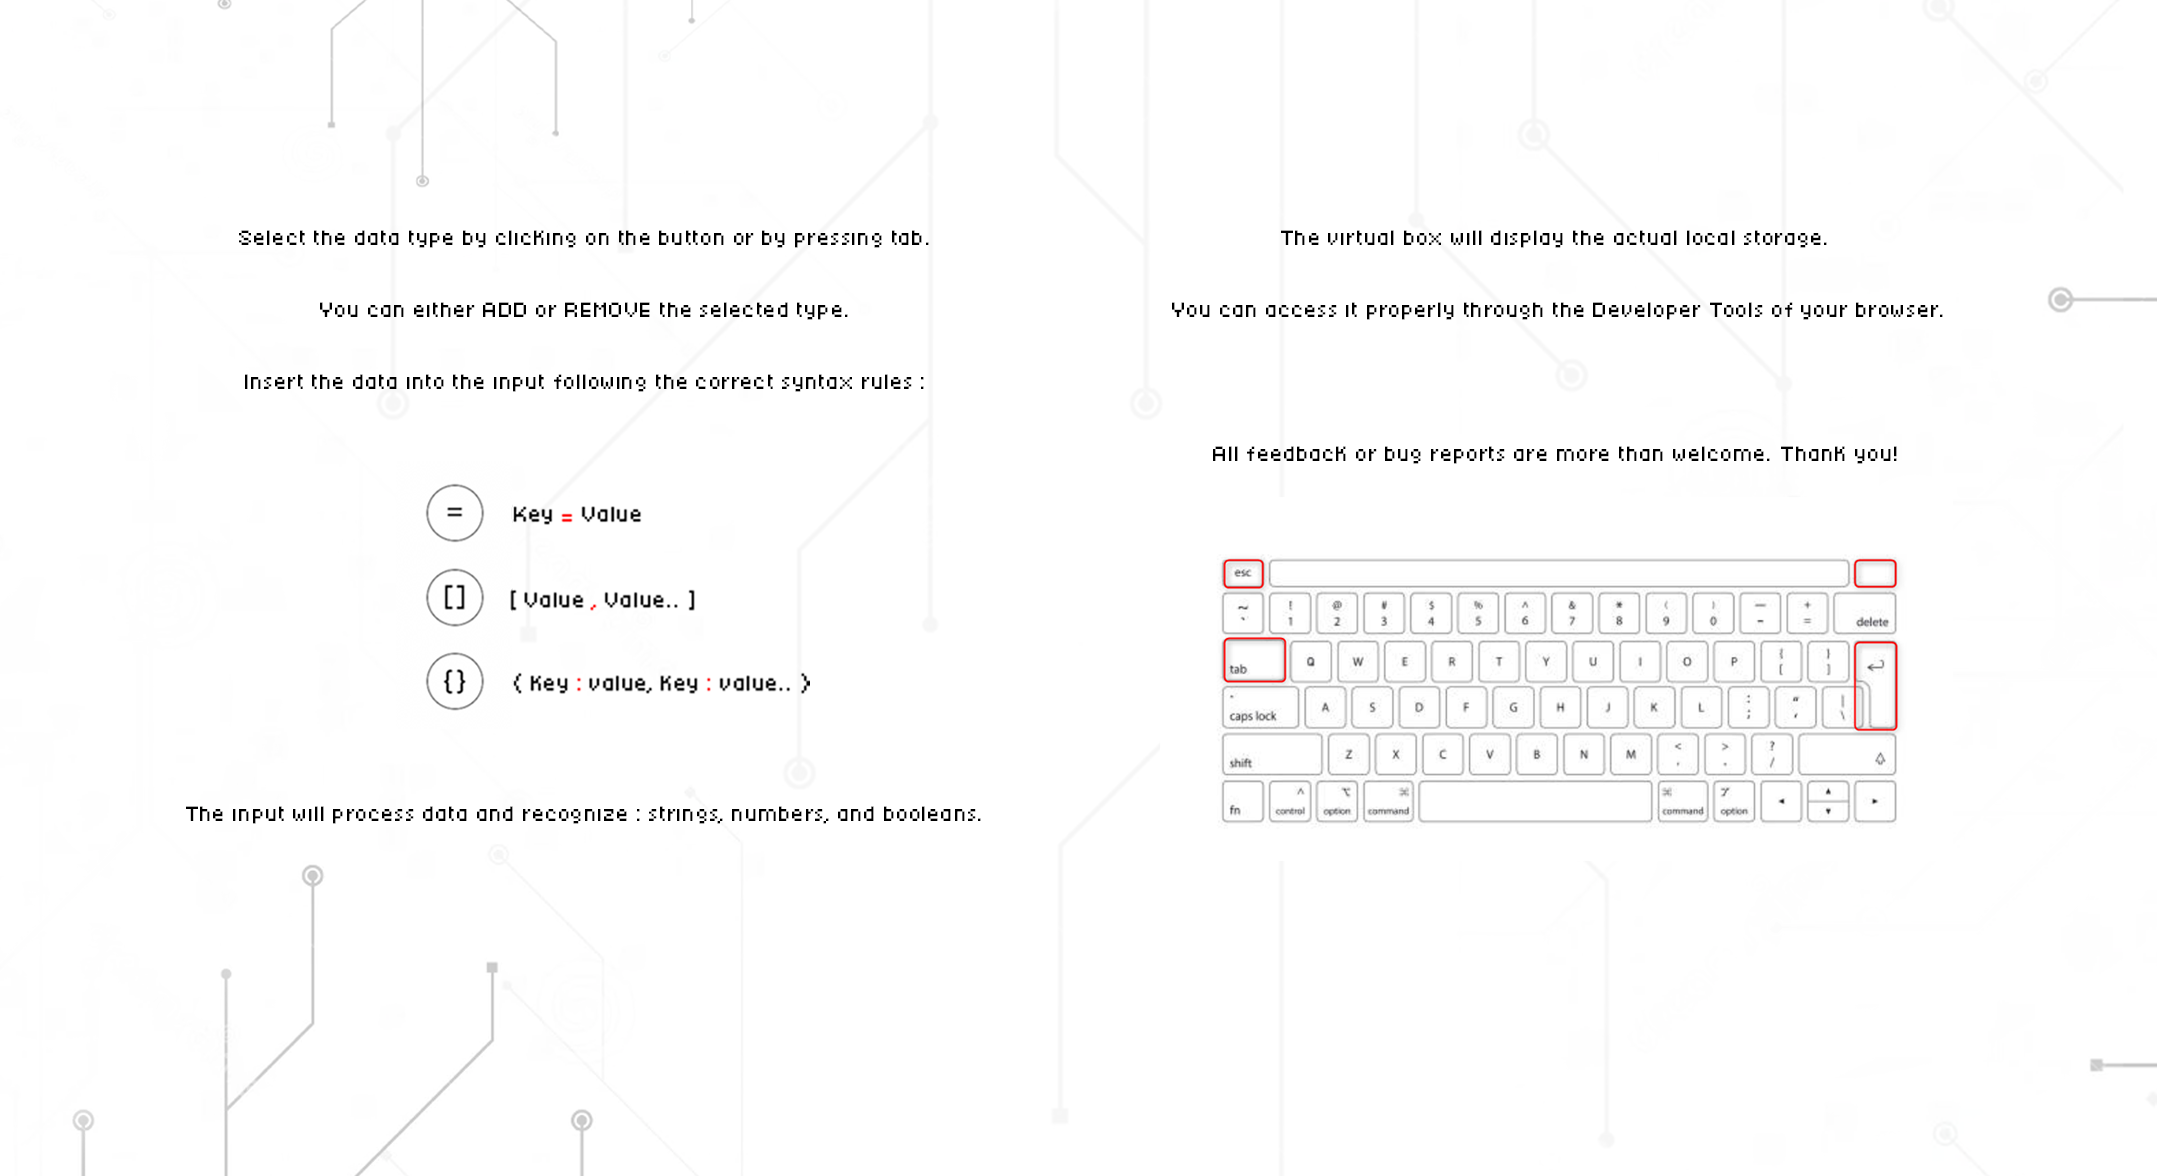 Select the data type by clicking on the button or by pressing tab.
You can either ADD or REMOVE the selected type.
Insert the data into the input following the correct syntax rules :
= Key = Value
[] [ Value , Value.. ]
{} { Key : value, Key : value.. }
The input will process data and recognize : strings, numbers, and booleans.
The virtual box will display the actual local storage.
You can access it properly through the Developer Tools of your browser.
All feedback or bug reports are more than welcome. Thank you!
esc
~ ! @ # $ % ^ & * ( ) — +
` 1 2 3 4 5 6 7 8 9 0 - = delete
tab Q W E R T Y U I O P { [ } ]
caps lock A S D F G H J K L : ; " ' | \
shift Z X C V B N M < , > . ? /
fn control option command command option